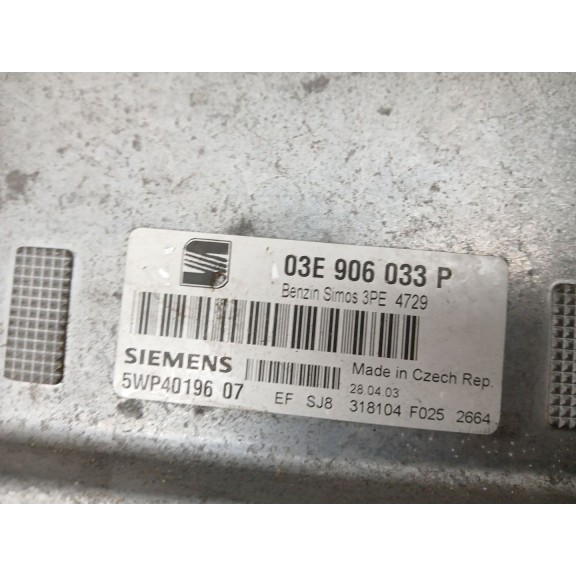 03E 906 033 P
Benzin Simos 3PE 4729
SIEMENS
Made in Czech Rep.
5WP40196 07
28.04.03
EF SJ8 318104 F025 2664